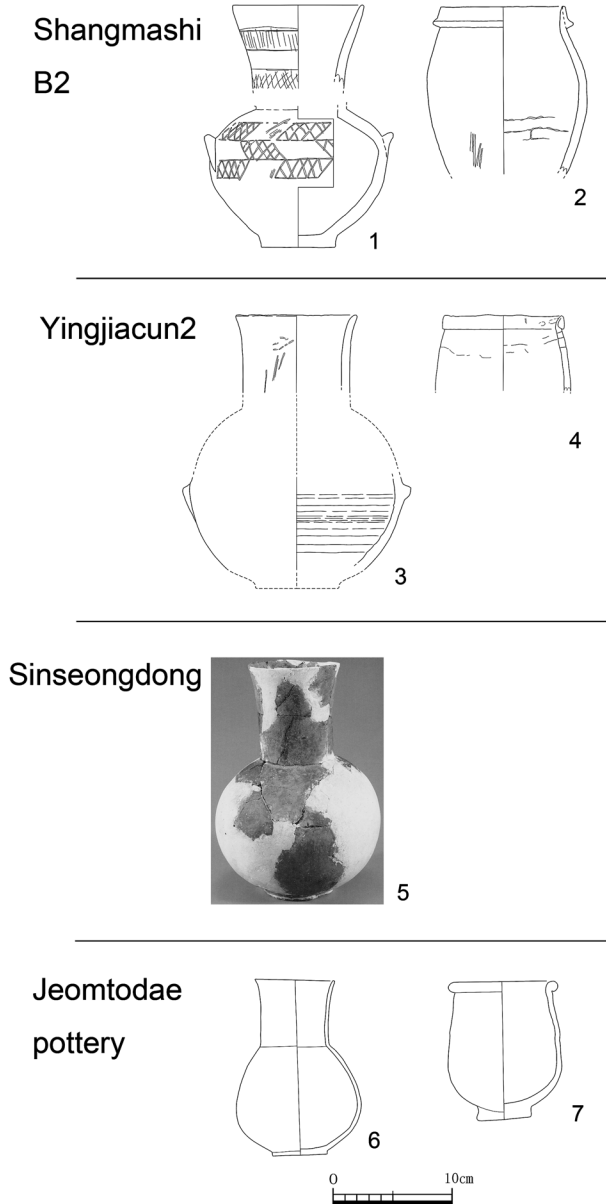 Shangmashi
B2
1
2
Yingjiacun2
3
4
Sinseongdong
5
Jeomtodae
pottery
6
7
0 10cm